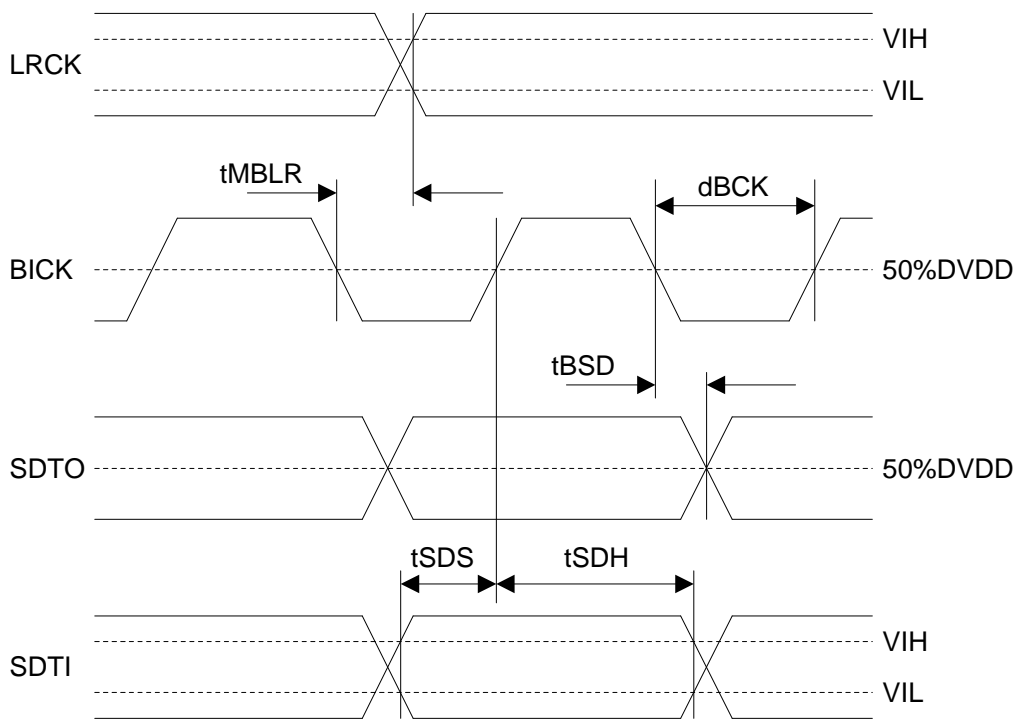 LRCK
VIH
VIL
tMBLR
dBCK
BICK
50%DVDD
tBSD
SDTO
50%DVDD
tSDS
tSDH
SDTI
VIH
VIL